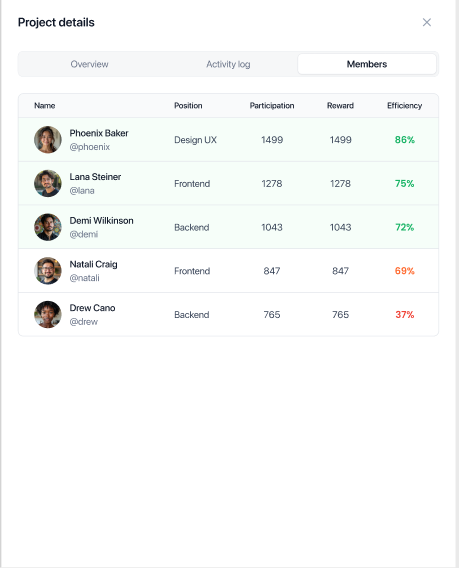 Project details
Overview Activity log Members
Name Position Participation Reward Efficiency
Phoenix Baker
@phoenix
Design UX 1499 1499 86%
Lana Steiner
@lana
Frontend 1278 1278 75%
Demi Wilkinson
@demi
Backend 1043 1043 72%
Natali Craig
@natali
Frontend 847 847 69%
Drew Cano
@drew
Backend 765 765 37%